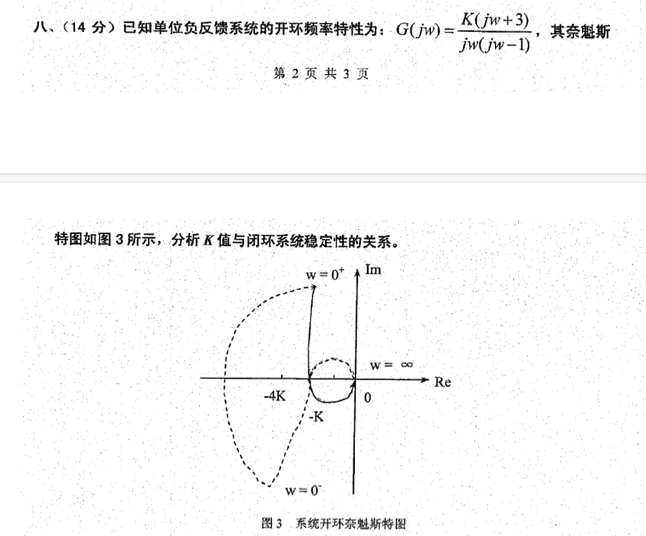 八、（14 分）已知单位负反馈系统的开环频率特性为：G(jw) = K(jw+3) / jw(jw−1)，其奈魁斯
第 2 页 共 3 页
特图如图 3 所示，分析 K 值与闭环系统稳定性的关系。
w = 0⁺
Im
w = ∞
Re
-4K
0
-K
w = 0⁻
图 3 系统开环奈魁斯特图